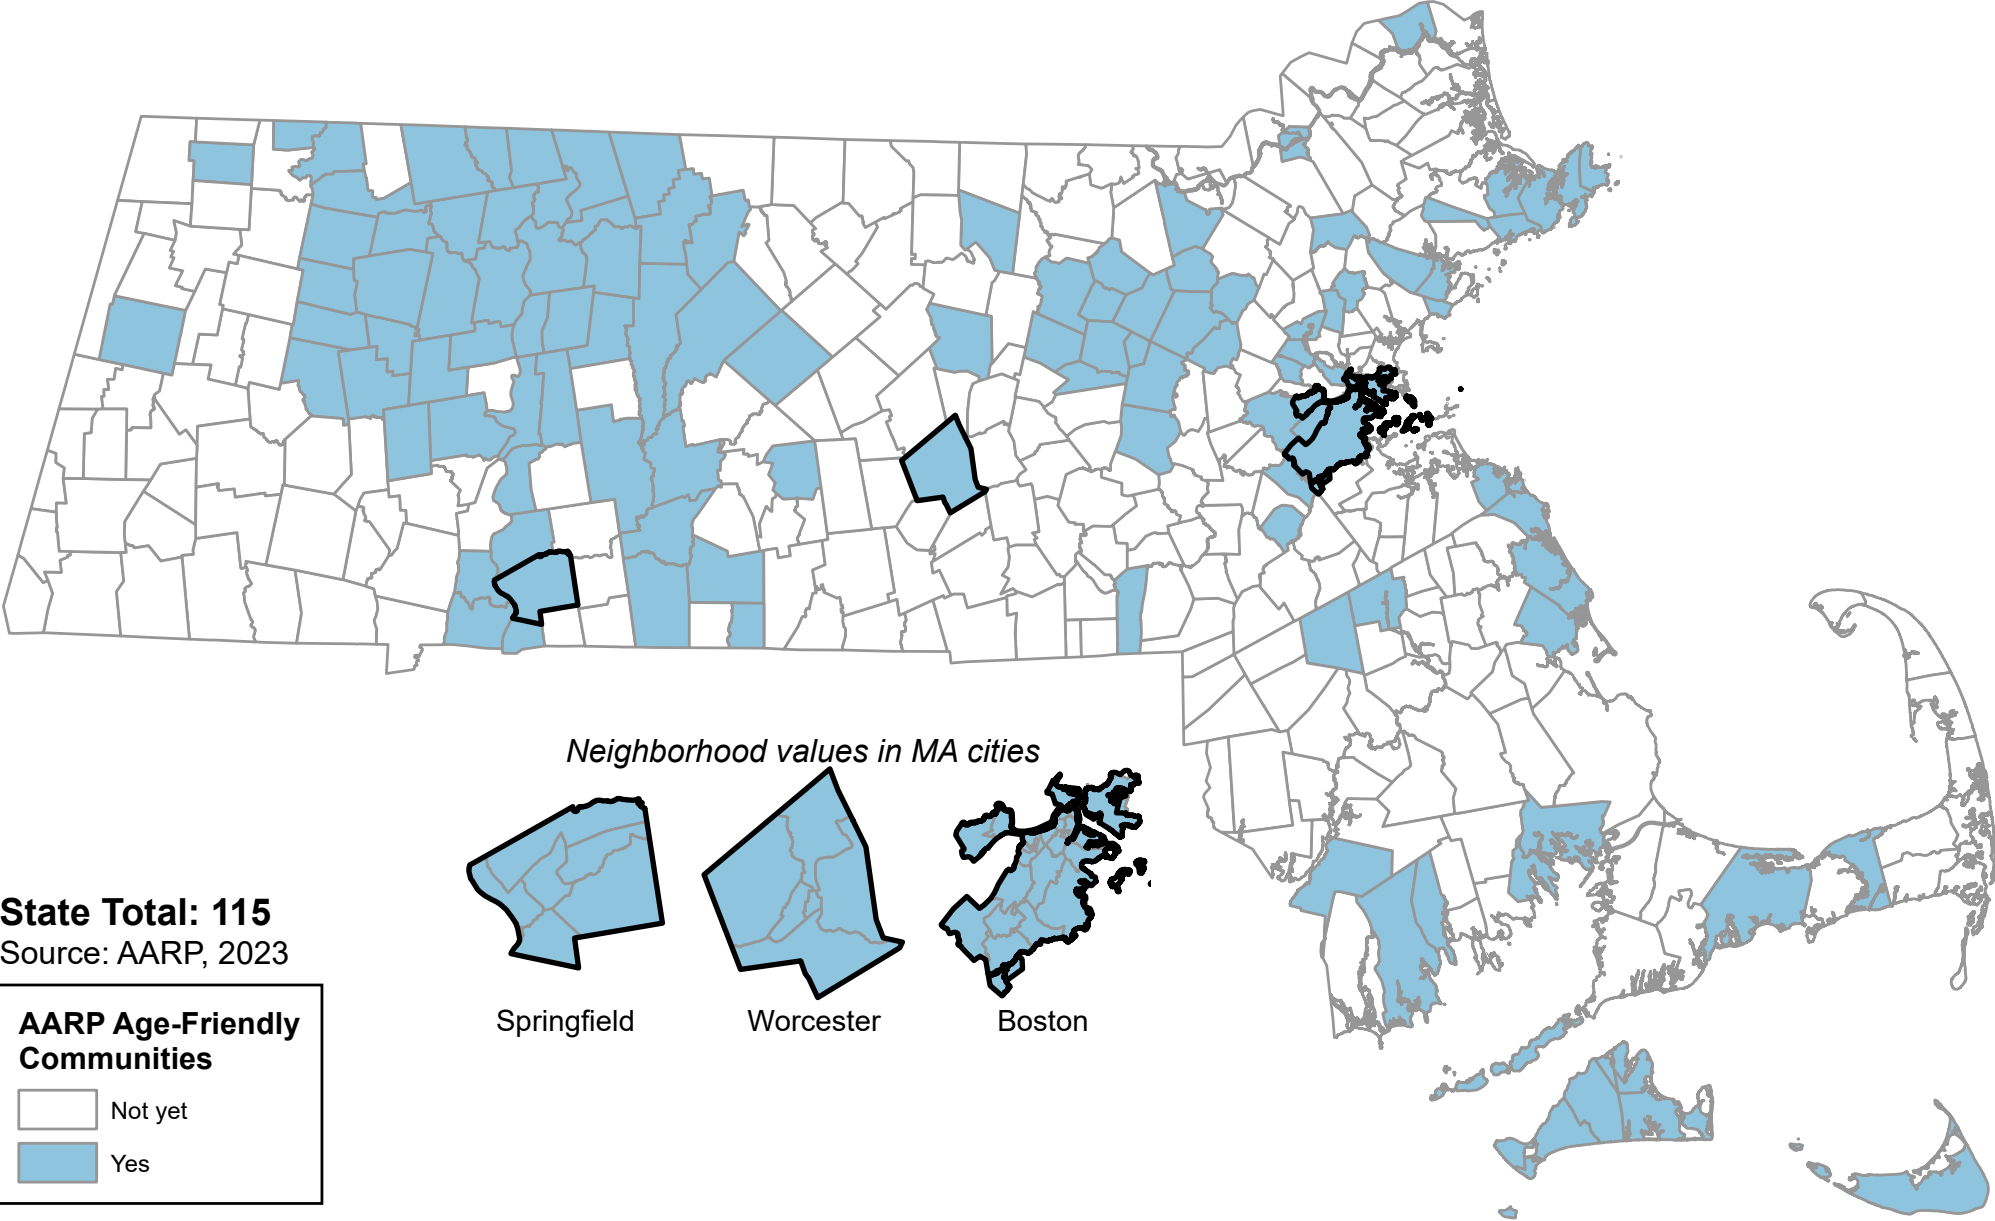 Neighborhood values in MA cities
Springfield
Worcester
Boston
State Total: 115
Source: AARP, 2023
AARP Age-Friendly
Communities
Not yet
Yes